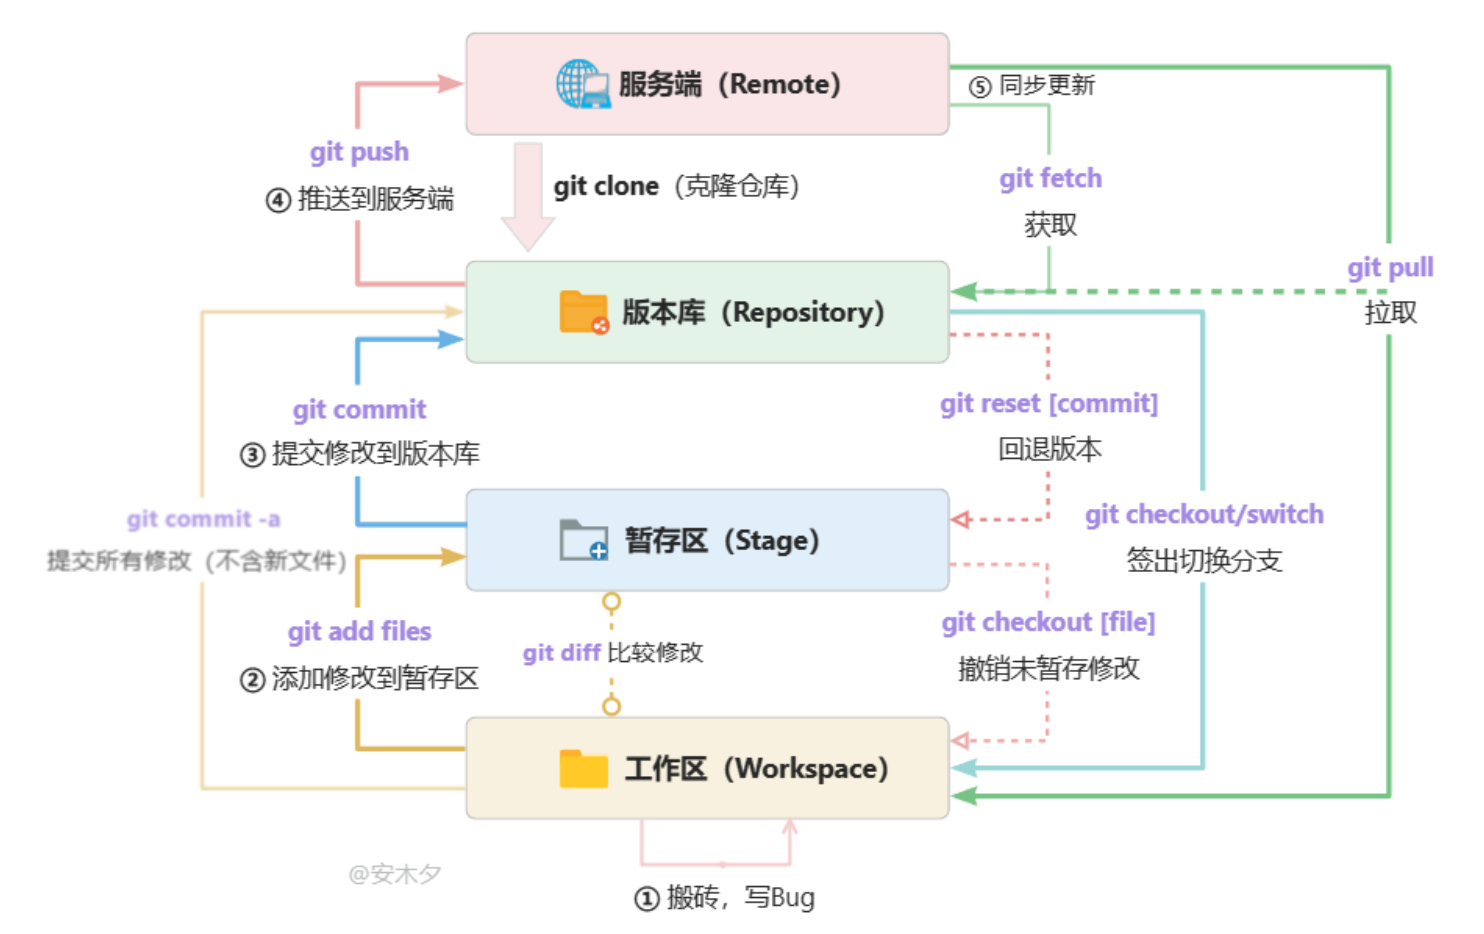 服务端（Remote）
⑤ 同步更新
git push
④ 推送到服务端
git clone（克隆仓库）
git fetch
获取
git pull
拉取
版本库（Repository）
git commit
③ 提交修改到版本库
git reset [commit]
回退版本
git commit -a
提交所有修改（不含新文件）
暂存区（Stage）
git checkout/switch
签出切换分支
git add files
② 添加修改到暂存区
git diff 比较修改
git checkout [file]
撤销未暂存修改
工作区（Workspace）
@安木夕
① 搬砖，写Bug